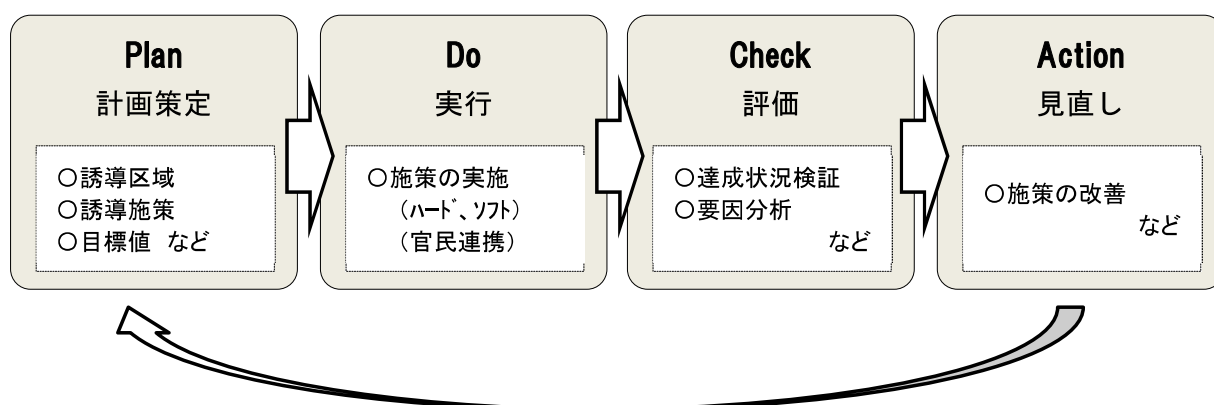 Plan
計画策定
○誘導区域
○誘導施策
○目標値 など
Do
実行
○施策の実施
（ﾊｰﾄﾞ、ｿﾌﾄ）
（官民連携）
Check
評価
○達成状況検証
○要因分析
など
Action
見直し
○施策の改善
など